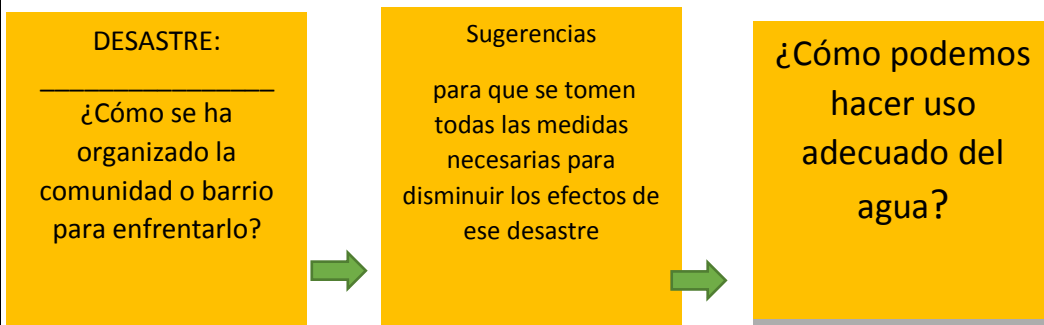 DESASTRE:
________________
¿Cómo se ha
organizado la
comunidad o barrio
para enfrentarlo?
Sugerencias
para que se tomen
todas las medidas
necesarias para
disminuir los efectos de
ese desastre
¿Cómo podemos
hacer uso
adecuado del
agua?